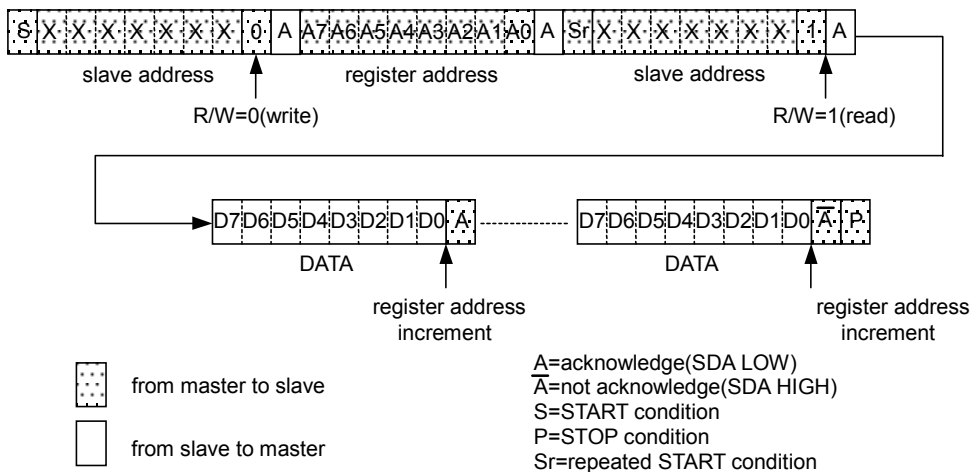 S X X X X X X X 0 A A7 A6 A5 A4 A3 A2 A1 A0 A Sr X X X X X X X 1 A
slave address register address slave address
R/W=0(write) R/W=1(read)
D7 D6 D5 D4 D3 D2 D1 D0 A D7 D6 D5 D4 D3 D2 D1 D0 A̅ P
DATA DATA
register address register address
increment increment
from master to slave
from slave to master
A=acknowledge(SDA LOW)
A̅=not acknowledge(SDA HIGH)
S=START condition
P=STOP condition
Sr=repeated START condition